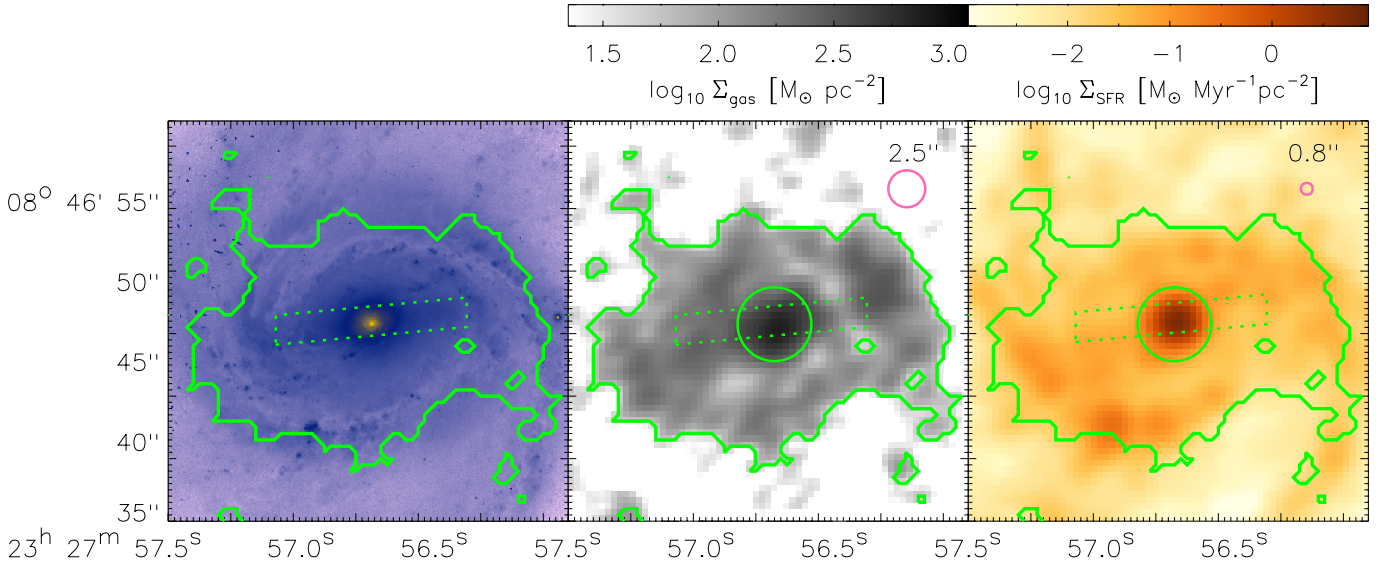 1.5 2.0 2.5 3.0 −2 −1 0
log₁₀ Σgas [M⊙ pc⁻²] log₁₀ ΣSFR [M⊙ Myr⁻¹pc⁻²]
2.5" 0.8"
08° 46' 55"
50"
45"
40"
35"
23ʰ 27ᵐ 57.5ˢ 57.0ˢ 56.5ˢ 57.5ˢ 57.0ˢ 56.5ˢ 57.5ˢ 57.0ˢ 56.5ˢ